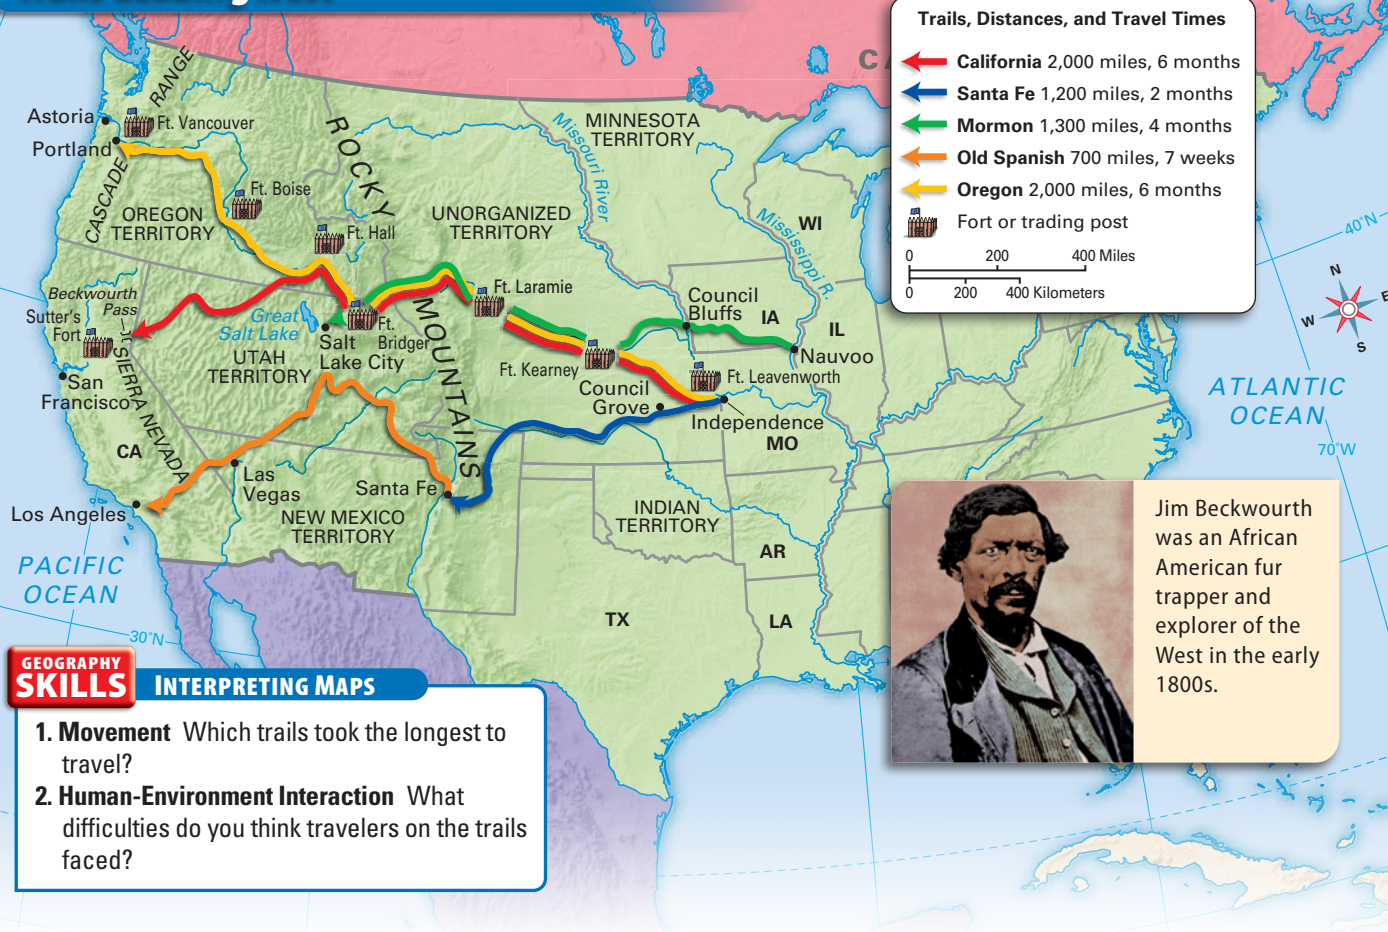 Trails, Distances, and Travel Times
California 2,000 miles, 6 months
Santa Fe 1,200 miles, 2 months
Mormon 1,300 miles, 4 months
Old Spanish 700 miles, 7 weeks
Oregon 2,000 miles, 6 months
Fort or trading post
0 200 400 Miles
0 200 400 Kilometers
N
E
S
W
40°N
70°W
30°N
ATLANTIC
OCEAN
PACIFIC
OCEAN
Astoria
Portland
Ft. Vancouver
CASCADE RANGE
Ft. Boise
OREGON
TERRITORY
Ft. Hall
ROCKY
MOUNTAINS
UNORGANIZED
TERRITORY
MINNESOTA
TERRITORY
Missouri River
Mississippi R.
WI
Ft. Laramie
Council
Bluffs
IA
IL
Nauvoo
Beckwourth
Pass
Sutter's
Fort
Great
Salt Lake
Salt
Lake City
Ft.
Bridger
UTAH
TERRITORY
SIERRA NEVADA
San
Francisco
CA
Ft. Kearney
Ft. Leavenworth
Council
Grove
Independence
MO
Las
Vegas
Santa Fe
Los Angeles
NEW MEXICO
TERRITORY
INDIAN
TERRITORY
AR
TX
LA
Jim Beckwourth
was an African
American fur
trapper and
explorer of the
West in the early
1800s.
GEOGRAPHY
SKILLS
INTERPRETING MAPS
1. Movement Which trails took the longest to
travel?
2. Human-Environment Interaction What
difficulties do you think travelers on the trails
faced?